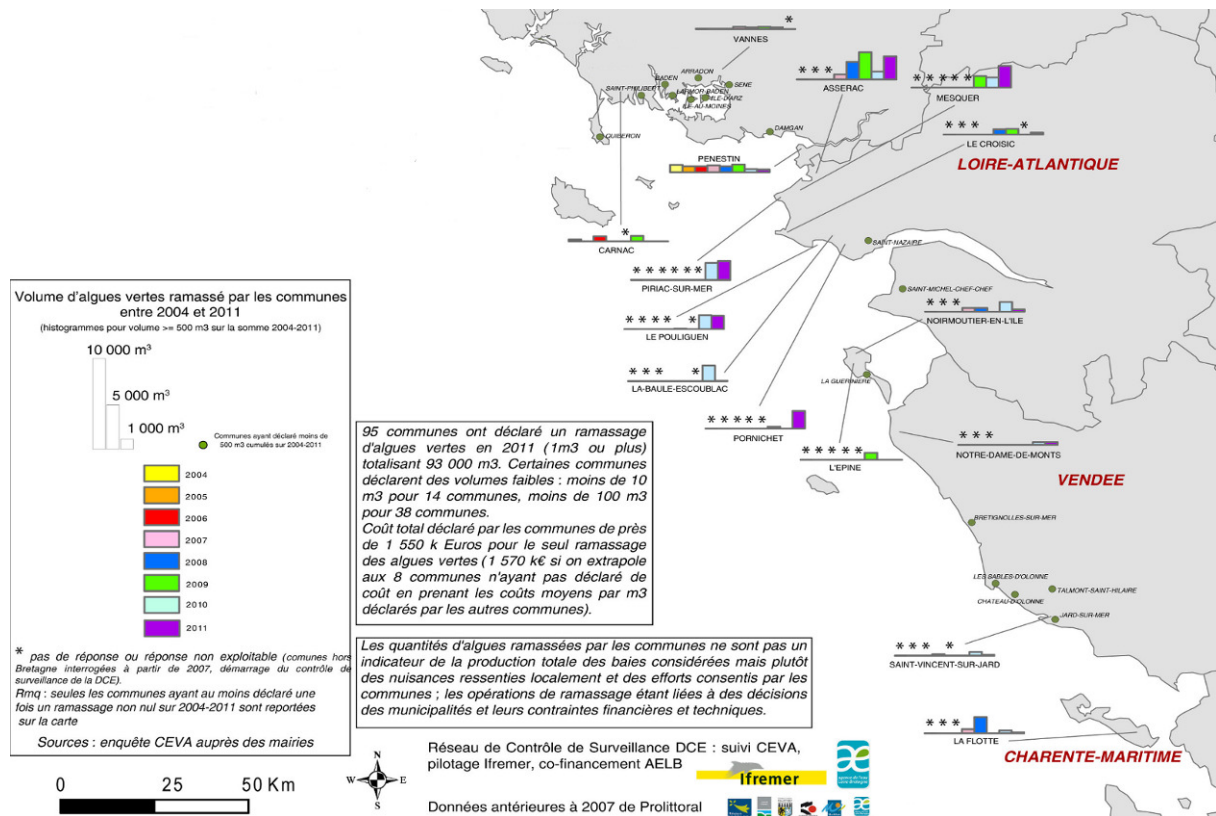 *
VANNES
ARRADON
BADEN
SENE
SAINT-PHILIBERT
LARMOR-BADEN
ILE-D'ARZ
ILE-AU-MOINES
QUIBERON
DAMGAN
* * *
ASSERAC
* * * * *
MESQUER
* * * *
LE CROISIC
LOIRE-ATLANTIQUE
PENESTIN
*
CARNAC
SAINT-NAZAIRE
* * * * * *
PIRIAC-SUR-MER
SAINT-MICHEL-CHEF-CHEF
* * *
NOIRMOUTIER-EN-L'ILE
* * * * *
LE POULIGUEN
* * * *
LA-BAULE-ESCOUBLAC
LA GUERINIERE
* * * * *
PORNICHET
* * * * *
L'EPINE
* * *
NOTRE-DAME-DE-MONTS
VENDEE
BRETIGNOLLES-SUR-MER
LES SABLES-D'OLONNE
CHATEAU-D'OLONNE
TALMONT-SAINT-HILAIRE
JARD-SUR-MER
* * * *
SAINT-VINCENT-SUR-JARD
* * *
LA FLOTTE
CHARENTE-MARITIME
Volume d'algues vertes ramassé par les communes
entre 2004 et 2011
(histogrammes pour volume >= 500 m3 sur la somme 2004-2011)
10 000 m³
5 000 m³
1 000 m³
Communes ayant déclaré moins de
500 m3 cumulés sur 2004-2011
2004
2005
2006
2007
2008
2009
2010
2011
* pas de réponse ou réponse non exploitable (comunes hors
Bretagne interrogées à partir de 2007, démarrage du contrôle de
surveillance de la DCE).
Rmq : seules les communes ayant au moins déclaré une
fois un ramassage non nul sur 2004-2011 sont reportées
sur la carte
Sources : enquête CEVA auprès des mairies
95 communes ont déclaré un ramassage
d'algues vertes en 2011 (1m3 ou plus)
totalisant 93 000 m3. Certaines communes
déclarent des volumes faibles : moins de 10
m3 pour 14 communes, moins de 100 m3
pour 38 communes.
Coût total déclaré par les communes de près
de 1 550 k Euros pour le seul ramassage
des algues vertes (1 570 k€ si on extrapole
aux 8 communes n'ayant pas déclaré de
coût en prenant les coûts moyens par m3
déclarés par les autres communes).
Les quantités d'algues ramassées par les communes ne sont pas un
indicateur de la production totale des baies considérées mais plutôt
des nuisances ressenties localement et des efforts consentis par les
communes ; les opérations de ramassage étant liées à des décisions
des municipalités et leurs contraintes financières et techniques.
0 25 50 Km
N
W E
S
Réseau de Contrôle de Surveillance DCE : suivi CEVA,
pilotage Ifremer, co-financement AELB
Ifremer
Données antérieures à 2007 de Prolittoral